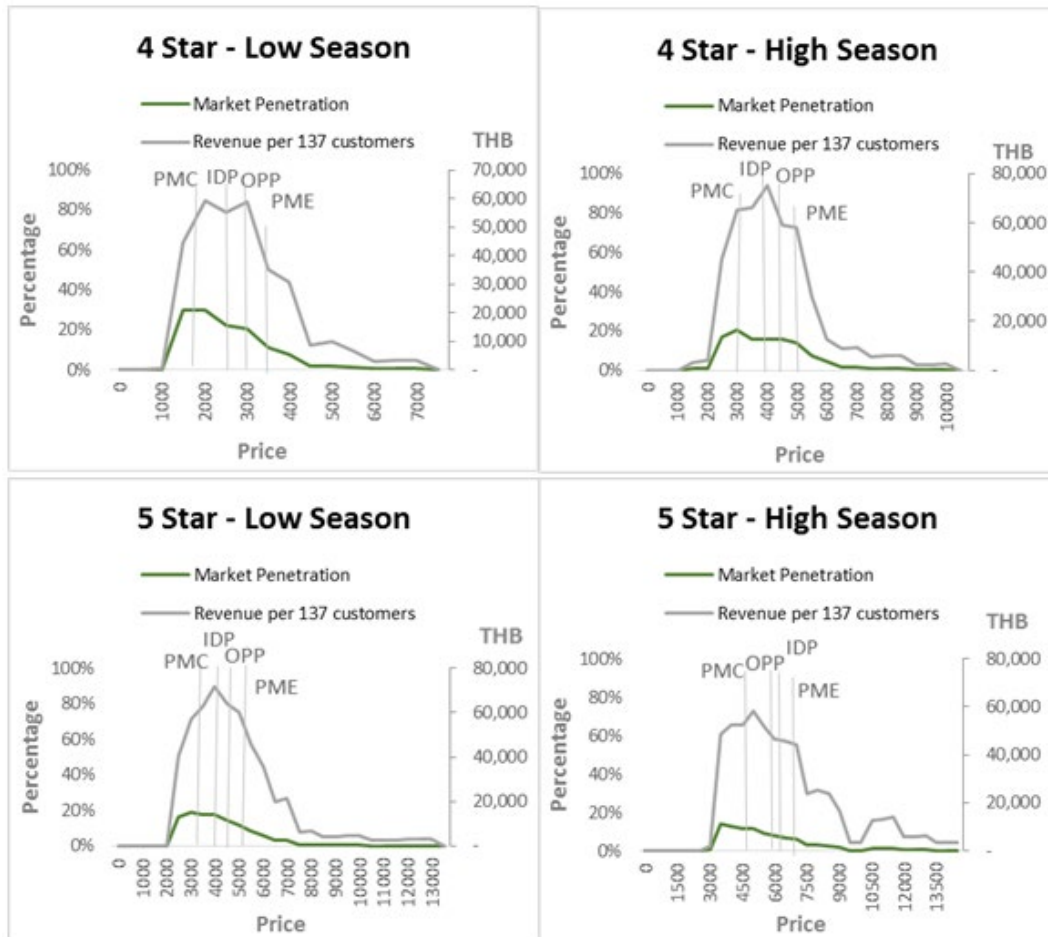 4 Star - Low Season
Market Penetration
Revenue per 137 customers
THB
100%
80%
60%
40%
20%
0%
Percentage
PMC
IDP
OPP
PME
70,000
60,000
50,000
40,000
30,000
20,000
10,000
-
0
1000
2000
3000
4000
5000
6000
7000
Price
4 Star - High Season
Market Penetration
Revenue per 137 customers
THB
100%
80%
60%
40%
20%
0%
Percentage
PMC
IDP
OPP
PME
80,000
60,000
40,000
20,000
-
0
1000
2000
3000
4000
5000
6000
7000
8000
9000
10000
Price
5 Star - Low Season
Market Penetration
Revenue per 137 customers
THB
100%
80%
60%
40%
20%
0%
Percentage
PMC
IDP
OPP
PME
80,000
60,000
40,000
20,000
-
0
1000
2000
3000
4000
5000
6000
7000
8000
9000
10000
11000
12000
13000
Price
5 Star - High Season
Market Penetration
Revenue per 137 customers
THB
100%
80%
60%
40%
20%
0%
Percentage
PMC
OPP
IDP
PME
80,000
60,000
40,000
20,000
-
0
1500
3000
4500
6000
7500
9000
10500
12000
13500
Price